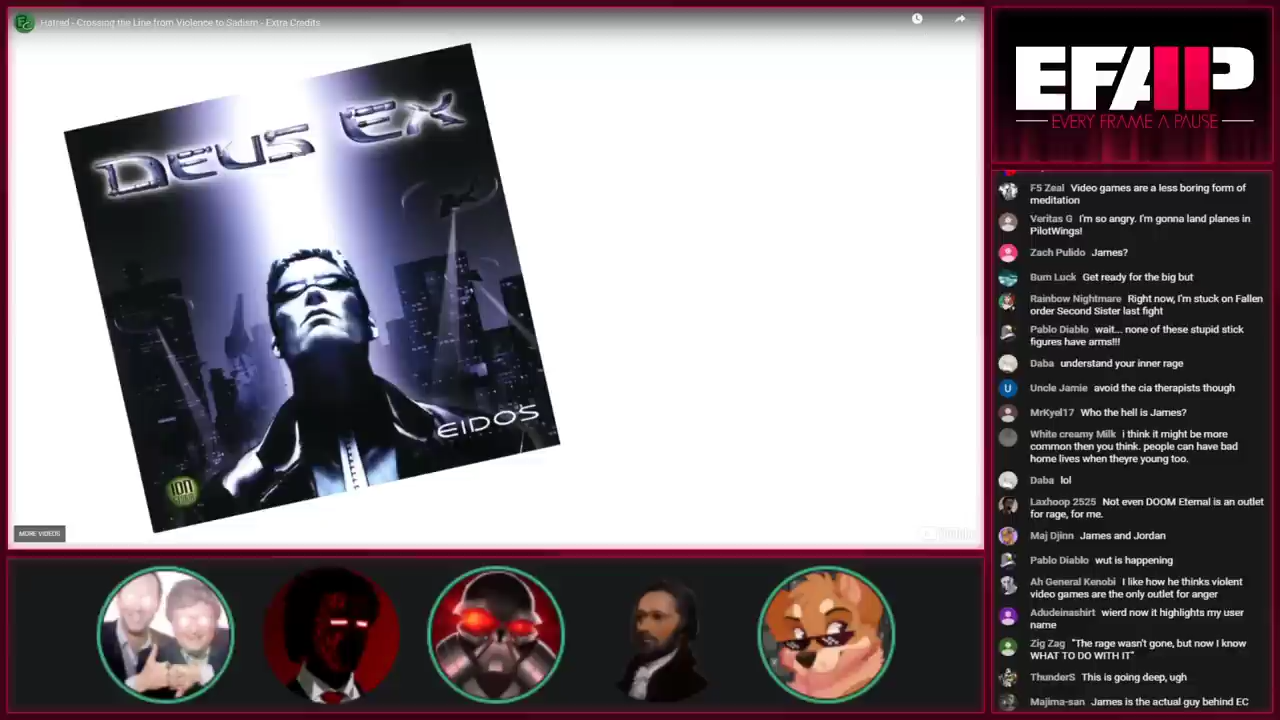 Hatred - Crossing the Line from Violence to Sadism - Extra Credits
DEUS EX
EIDOS
ION
MORE VIDEOS
YouTube
EFAP
EVERY FRAME A PAUSE
F5 Zeal Video games are a less boring form of
meditation
Veritas G I'm so angry. I'm gonna land planes in
PilotWings!
Zach Pulido James?
Bum Luck Get ready for the big but
Rainbow Nightmare Right now, I'm stuck on Fallen
order Second Sister last fight
Pablo Diablo wait... none of these stupid stick
figures have arms!!!
Daba understand your inner rage
U
Uncle Jamie avoid the cia therapists though
MrKyel17 Who the hell is James?
White creamy Milk i think it might be more
common then you think. people can have bad
home lives when theyre young too.
Daba lol
Laxhoop 2525 Not even DOOM Eternal is an outlet
for rage, for me.
Maj Djinn James and Jordan
Pablo Diablo wut is happening
Ah General Kenobi I like how he thinks violent
video games are the only outlet for anger
Adudeinashirt wierd now it highlights my user
name
Zig Zag "The rage wasn't gone, but now I know
WHAT TO DO WITH IT"
ThunderS This is going deep, ugh
Majima-san James is the actual guy behind EC